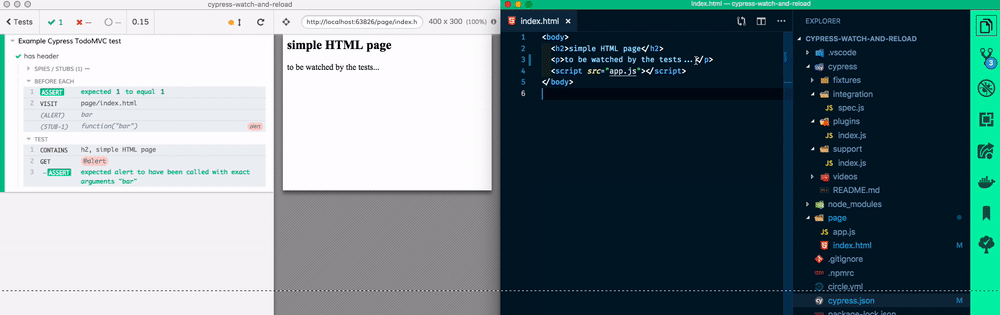 cypress-watch-and-reload
Tests
1
--
--
0.15
http://localhost:63826/page/index.h
400 x 300 (100%)
Example Cypress TodoMVC test
has header
SPIES / STUBS (1)
BEFORE EACH
1 ASSERT expected 1 to equal 1
2 VISIT page/index.html
(ALERT) bar
(STUB-1) function("bar")
TEST
1 CONTAINS h2, simple HTML page
2 GET @alert
3 -ASSERT expected alert to have been called with exact
arguments "bar"
simple HTML page
to be watched by the tests...
index.html — cypress-watch-and-reload
index.html
1 <body>
2 <h2>simple HTML page</h2>
3 <p>to be watched by the tests...</p>
4 <script src="app.js"></script>
5 </body>
6
EXPLORER
CYPRESS-WATCH-AND-RELOAD
.vscode
cypress
fixtures
integration
JS spec.js
plugins
JS index.js
support
JS index.js
videos
README.md
node_modules
page
JS app.js
index.html M
.gitignore
.npmrc
circle.yml
cy cypress.json M
package-lock.json
3